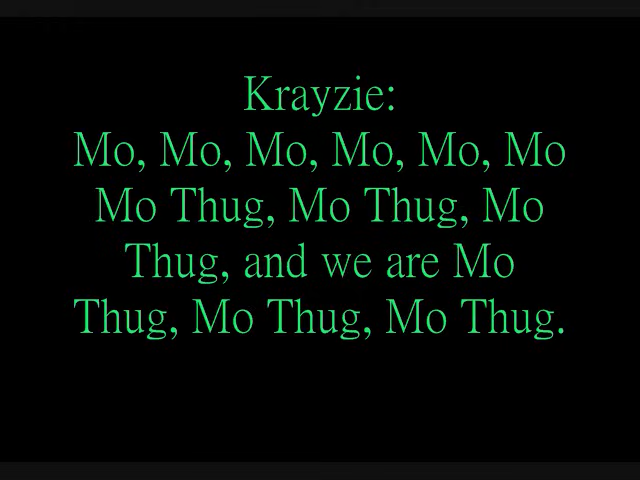 Krayzie:
Mo, Mo, Mo, Mo, Mo, Mo
Mo Thug, Mo Thug, Mo
Thug, and we are Mo
Thug, Mo Thug, Mo Thug.